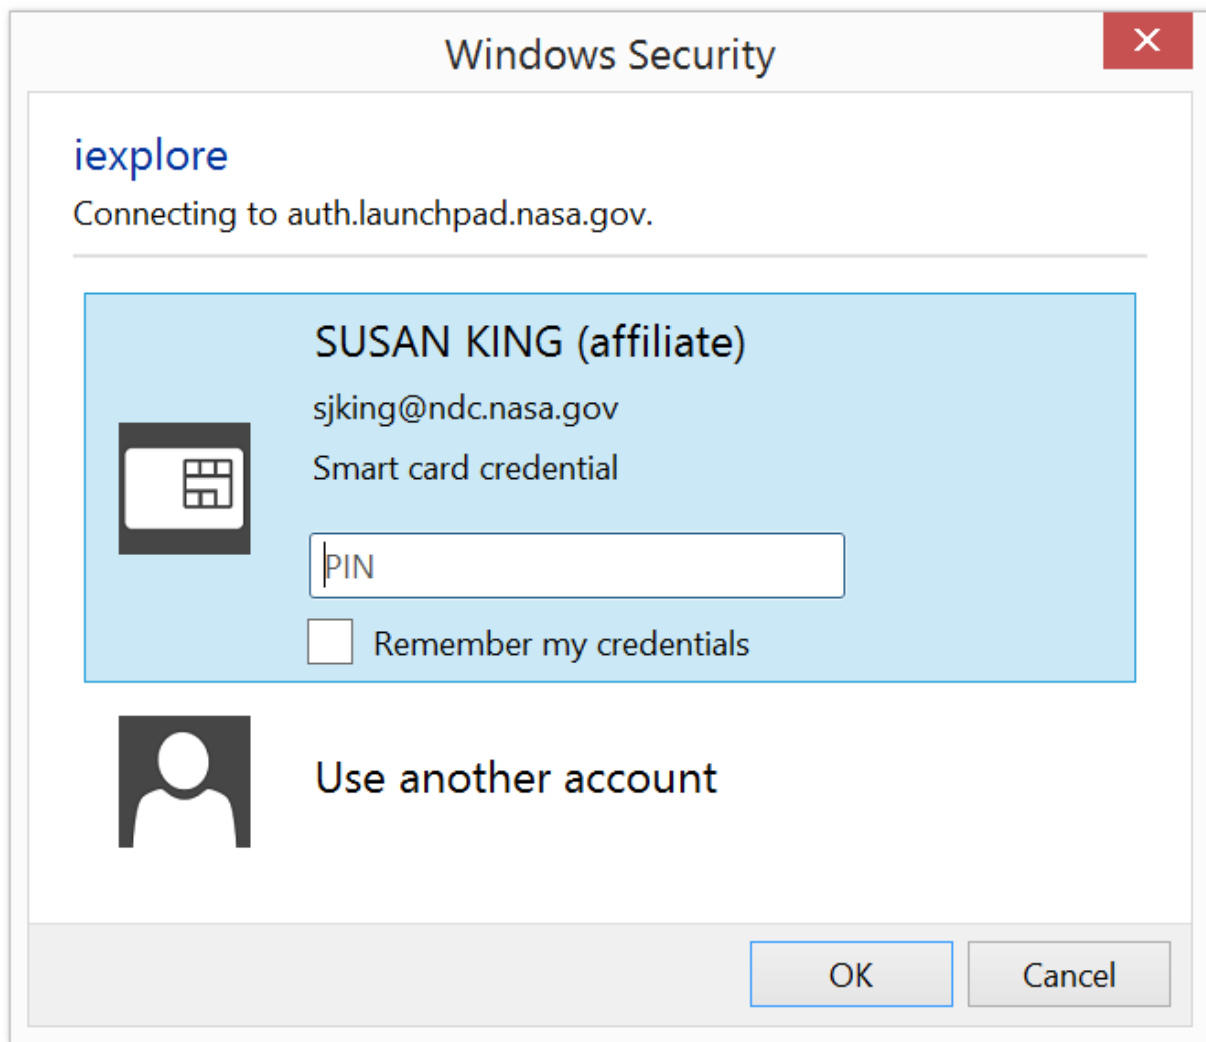 Windows Security
iexplore
Connecting to auth.launchpad.nasa.gov.
SUSAN KING (affiliate)
sjking@ndc.nasa.gov
Smart card credential
PIN
Remember my credentials
Use another account
OK
Cancel